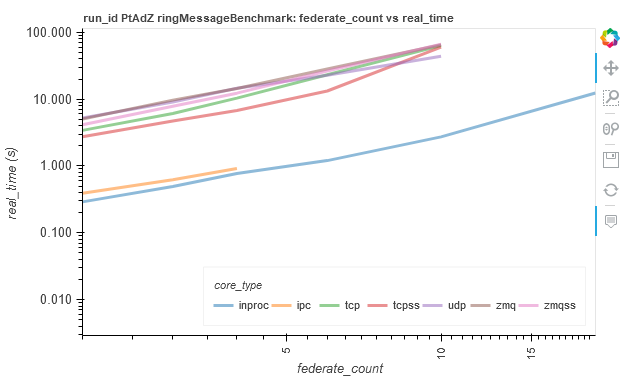 run_id PtAdZ ringMessageBenchmark: federate_count vs real_time
100.000
10.000
1.000
0.100
0.010
real_time (s)
core_type
inproc ipc tcp tcpss udp zmq zmqss
5 10 15
federate_count